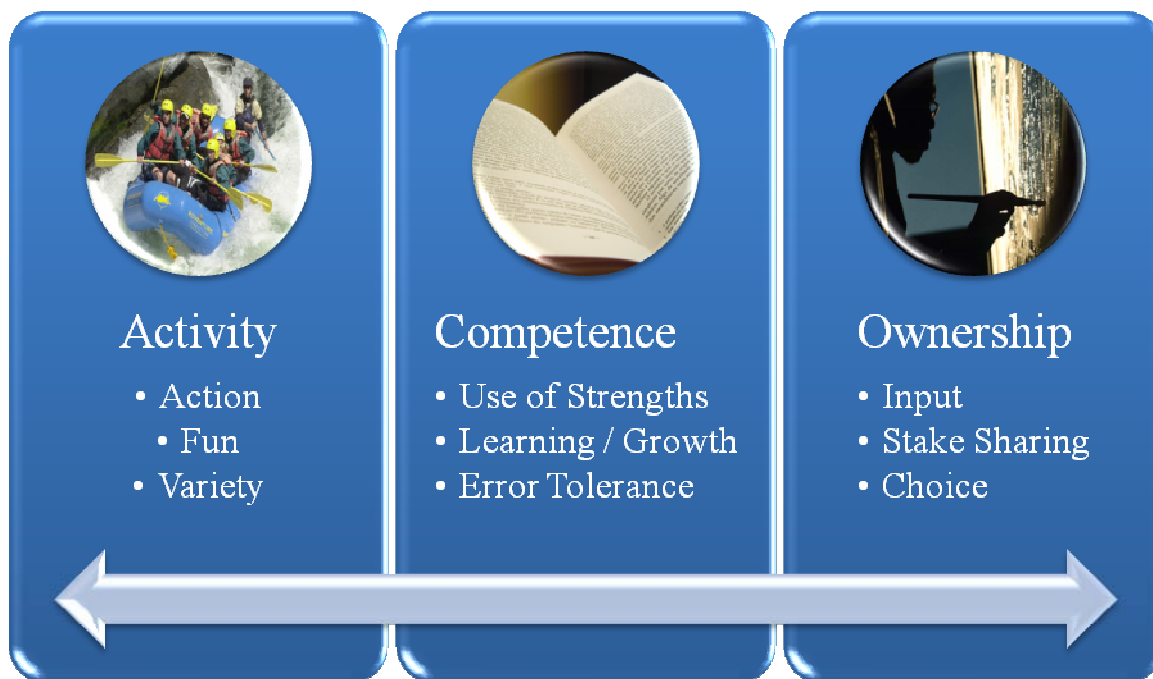 Activity
• Action
• Fun
• Variety
Competence
• Use of Strengths
• Learning / Growth
• Error Tolerance
Ownership
• Input
• Stake Sharing
• Choice